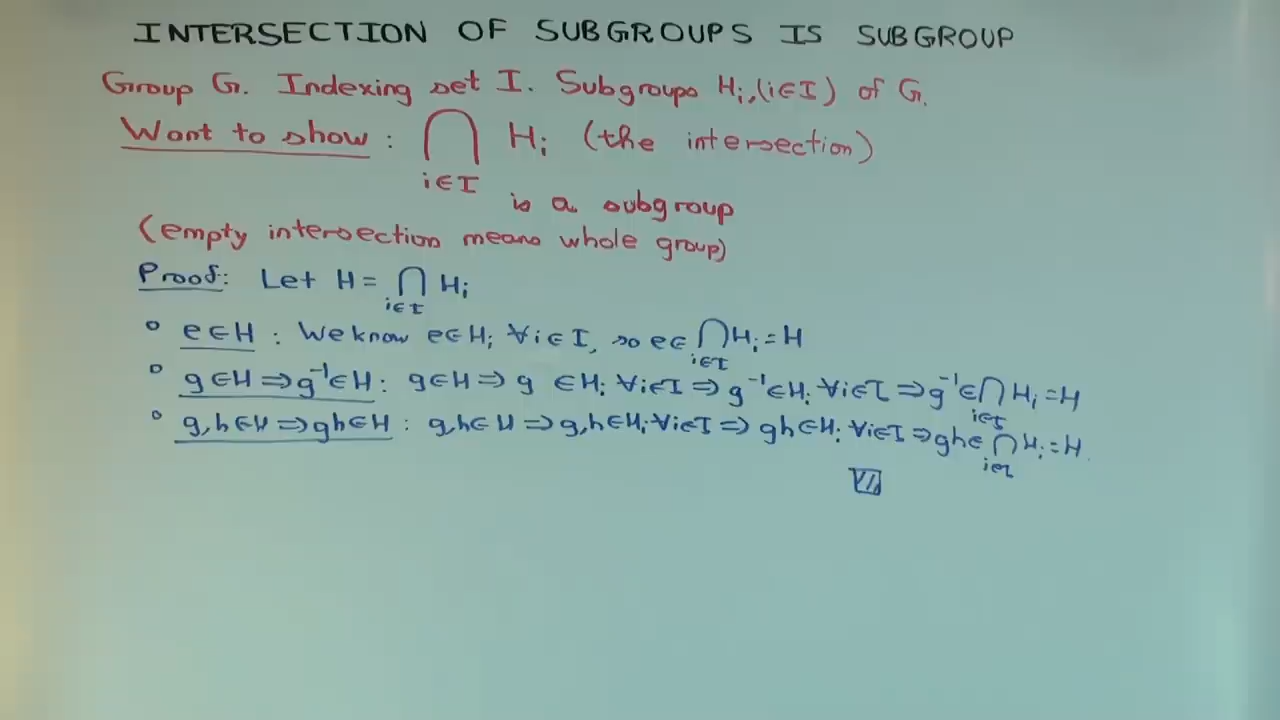 INTERSECTION OF SUBGROUPS IS SUBGROUP
Group G. Indexing set I. Subgroups Hᵢ, (i∈I) of G.
Want to show : ⋂ Hᵢ (the intersection)
i∈I
is a subgroup
(empty intersection means whole group)
Proof: Let H = ⋂ Hᵢ
i∈I
° e∈H : We know e∈Hᵢ ∀i∈I, so e∈⋂Hᵢ=H
i∈I
° g∈H⇒g⁻¹∈H: g∈H⇒g ∈Hᵢ ∀i∈I⇒g⁻¹∈Hᵢ ∀i∈I⇒g⁻¹∈⋂Hᵢ=H
i∈I
° g,h∈H⇒gh∈H : g,h∈H⇒g,h∈Hᵢ ∀i∈I⇒gh∈Hᵢ ∀i∈I⇒gh∈⋂Hᵢ=H
i∈I